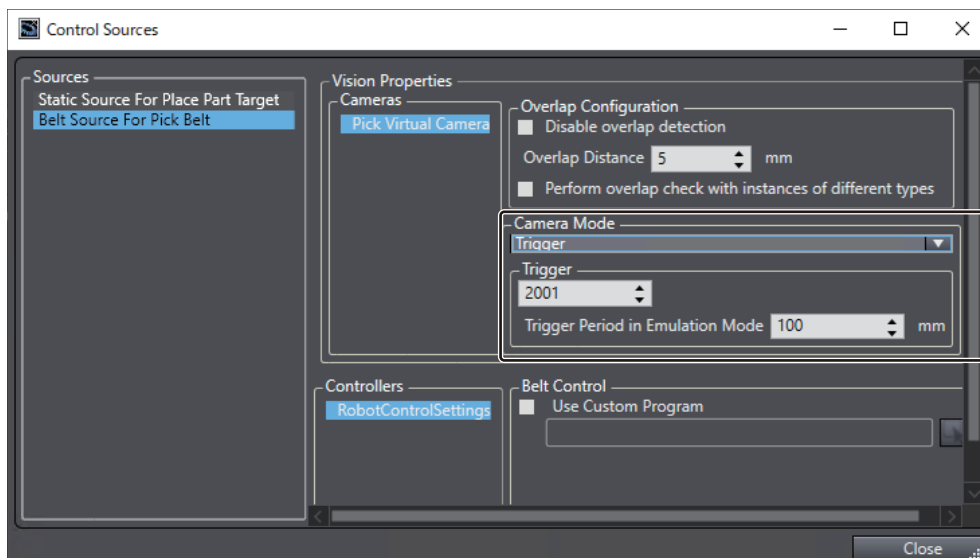 Control Sources
Sources
Static Source For Place Part Target
Belt Source For Pick Belt
Vision Properties
Cameras
Pick Virtual Camera
Overlap Configuration
Disable overlap detection
Overlap Distance 5 mm
Perform overlap check with instances of different types
Camera Mode
Trigger
Trigger
2001
Trigger Period in Emulation Mode 100 mm
Controllers
RobotControlSettings
Belt Control
Use Custom Program
Close